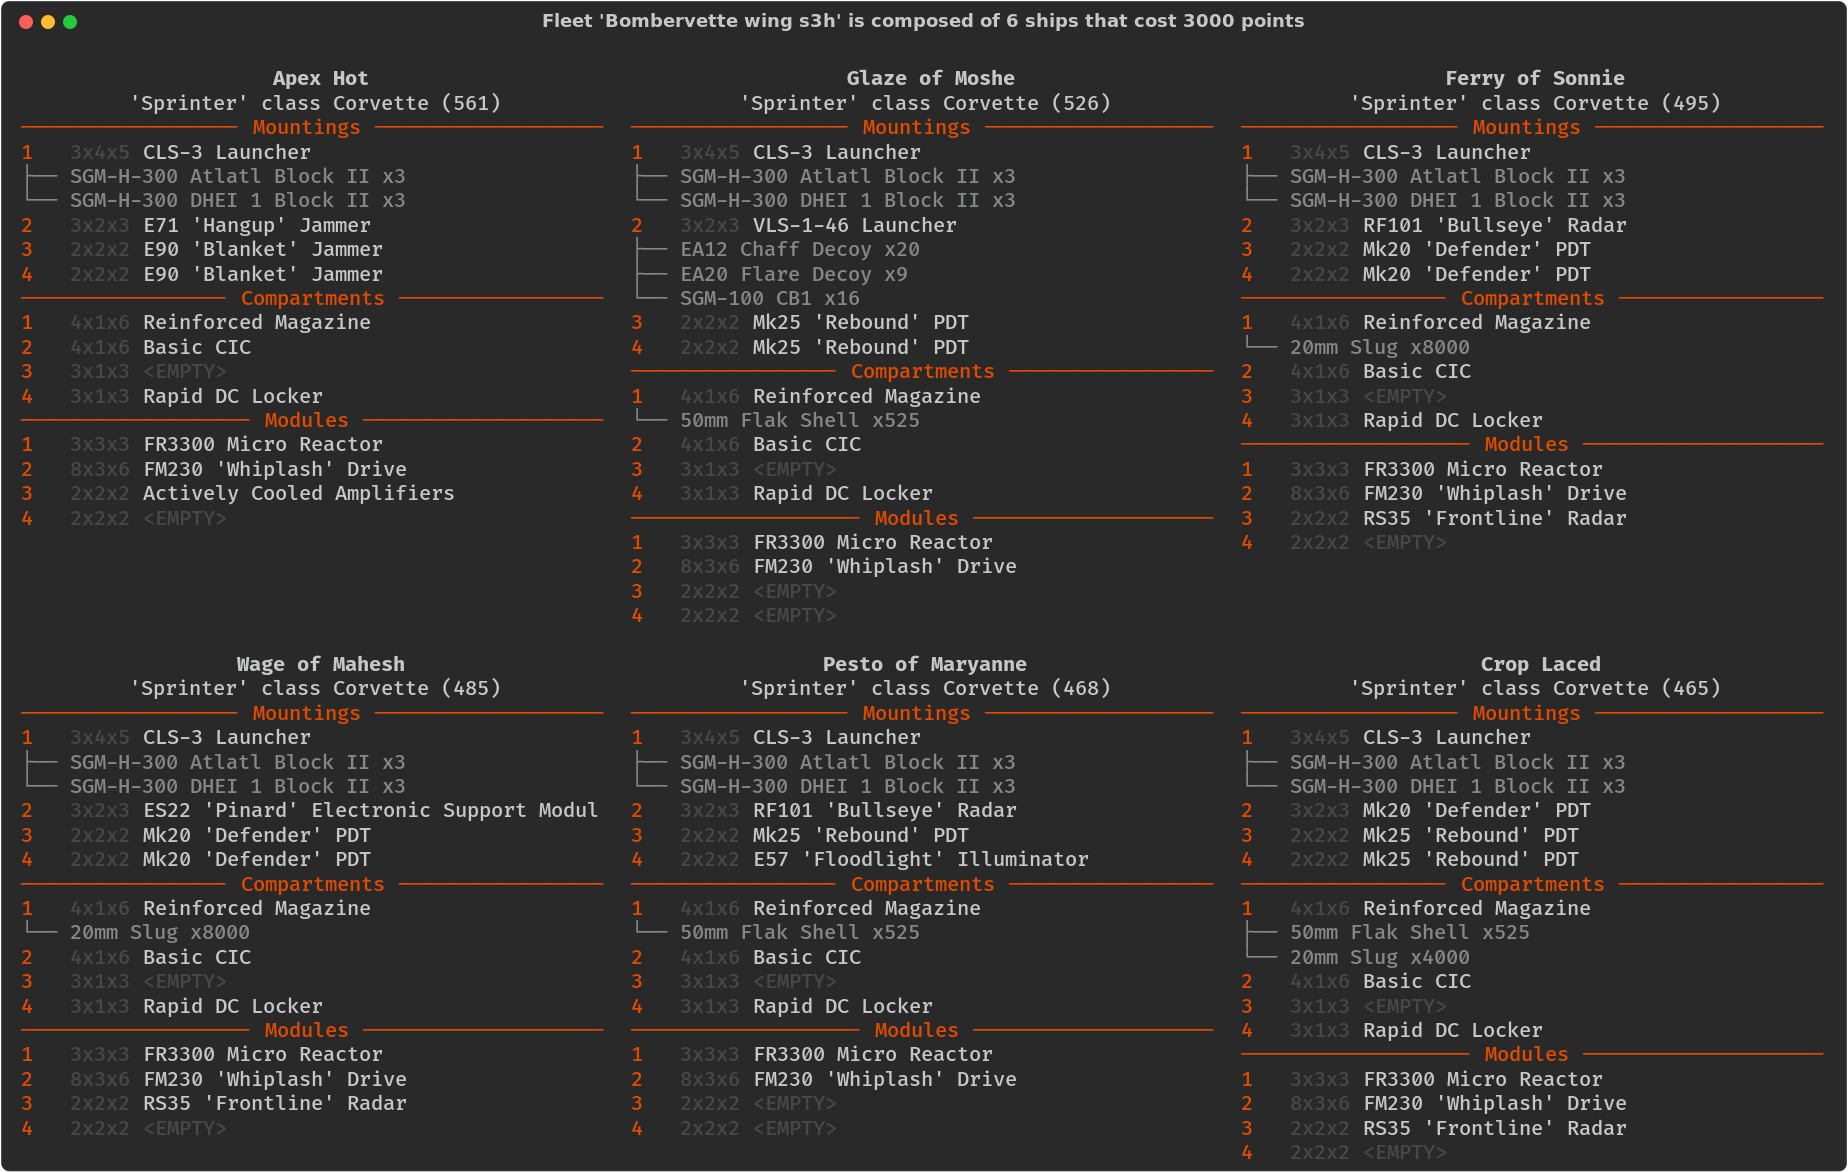 Fleet 'Bombervette wing s3h' is composed of 6 ships that cost 3000 points
Apex Hot
'Sprinter' class Corvette (561)
Mountings
1 3x4x5 CLS-3 Launcher
SGM-H-300 Atlatl Block II x3
SGM-H-300 DHEI 1 Block II x3
2 3x2x3 E71 'Hangup' Jammer
3 2x2x2 E90 'Blanket' Jammer
4 2x2x2 E90 'Blanket' Jammer
Compartments
1 4x1x6 Reinforced Magazine
2 4x1x6 Basic CIC
3 3x1x3 <EMPTY>
4 3x1x3 Rapid DC Locker
Modules
1 3x3x3 FR3300 Micro Reactor
2 8x3x6 FM230 'Whiplash' Drive
3 2x2x2 Actively Cooled Amplifiers
4 2x2x2 <EMPTY>
Glaze of Moshe
'Sprinter' class Corvette (526)
Mountings
1 3x4x5 CLS-3 Launcher
SGM-H-300 Atlatl Block II x3
SGM-H-300 DHEI 1 Block II x3
2 3x2x3 VLS-1-46 Launcher
EA12 Chaff Decoy x20
EA20 Flare Decoy x9
SGM-100 CB1 x16
3 2x2x2 Mk25 'Rebound' PDT
4 2x2x2 Mk25 'Rebound' PDT
Compartments
1 4x1x6 Reinforced Magazine
50mm Flak Shell x525
2 4x1x6 Basic CIC
3 3x1x3 <EMPTY>
4 3x1x3 Rapid DC Locker
Modules
1 3x3x3 FR3300 Micro Reactor
2 8x3x6 FM230 'Whiplash' Drive
3 2x2x2 <EMPTY>
4 2x2x2 <EMPTY>
Ferry of Sonnie
'Sprinter' class Corvette (495)
Mountings
1 3x4x5 CLS-3 Launcher
SGM-H-300 Atlatl Block II x3
SGM-H-300 DHEI 1 Block II x3
2 3x2x3 RF101 'Bullseye' Radar
3 2x2x2 Mk20 'Defender' PDT
4 2x2x2 Mk20 'Defender' PDT
Compartments
1 4x1x6 Reinforced Magazine
20mm Slug x8000
2 4x1x6 Basic CIC
3 3x1x3 <EMPTY>
4 3x1x3 Rapid DC Locker
Modules
1 3x3x3 FR3300 Micro Reactor
2 8x3x6 FM230 'Whiplash' Drive
3 2x2x2 RS35 'Frontline' Radar
4 2x2x2 <EMPTY>
Wage of Mahesh
'Sprinter' class Corvette (485)
Mountings
1 3x4x5 CLS-3 Launcher
SGM-H-300 Atlatl Block II x3
SGM-H-300 DHEI 1 Block II x3
2 3x2x3 ES22 'Pinard' Electronic Support Modul
3 2x2x2 Mk20 'Defender' PDT
4 2x2x2 Mk20 'Defender' PDT
Compartments
1 4x1x6 Reinforced Magazine
20mm Slug x8000
2 4x1x6 Basic CIC
3 3x1x3 <EMPTY>
4 3x1x3 Rapid DC Locker
Modules
1 3x3x3 FR3300 Micro Reactor
2 8x3x6 FM230 'Whiplash' Drive
3 2x2x2 RS35 'Frontline' Radar
4 2x2x2 <EMPTY>
Pesto of Maryanne
'Sprinter' class Corvette (468)
Mountings
1 3x4x5 CLS-3 Launcher
SGM-H-300 Atlatl Block II x3
SGM-H-300 DHEI 1 Block II x3
2 3x2x3 RF101 'Bullseye' Radar
3 2x2x2 Mk25 'Rebound' PDT
4 2x2x2 E57 'Floodlight' Illuminator
Compartments
1 4x1x6 Reinforced Magazine
50mm Flak Shell x525
2 4x1x6 Basic CIC
3 3x1x3 <EMPTY>
4 3x1x3 Rapid DC Locker
Modules
1 3x3x3 FR3300 Micro Reactor
2 8x3x6 FM230 'Whiplash' Drive
3 2x2x2 <EMPTY>
4 2x2x2 <EMPTY>
Crop Laced
'Sprinter' class Corvette (465)
Mountings
1 3x4x5 CLS-3 Launcher
SGM-H-300 Atlatl Block II x3
SGM-H-300 DHEI 1 Block II x3
2 3x2x3 Mk20 'Defender' PDT
3 2x2x2 Mk25 'Rebound' PDT
4 2x2x2 Mk25 'Rebound' PDT
Compartments
1 4x1x6 Reinforced Magazine
50mm Flak Shell x525
20mm Slug x4000
2 4x1x6 Basic CIC
3 3x1x3 <EMPTY>
4 3x1x3 Rapid DC Locker
Modules
1 3x3x3 FR3300 Micro Reactor
2 8x3x6 FM230 'Whiplash' Drive
3 2x2x2 RS35 'Frontline' Radar
4 2x2x2 <EMPTY>